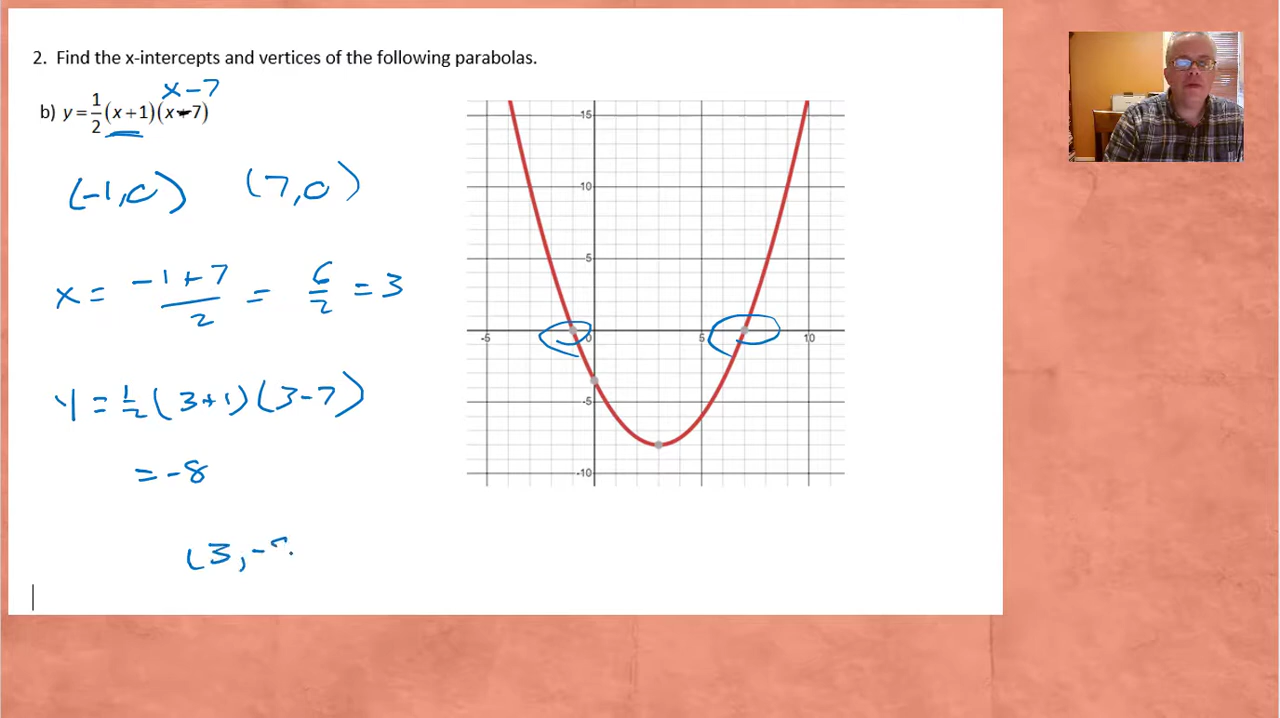 2. Find the x-intercepts and vertices of the following parabolas.
x-7
b) y=1/2(x+1)(x-7)
(-1,0) (7,0)
x = -1+7/2 = 6/2 = 3
y = 1/2(3+1)(3-7)
= -8
(3,-
15
10
5
-5 0 5 10
-5
-10